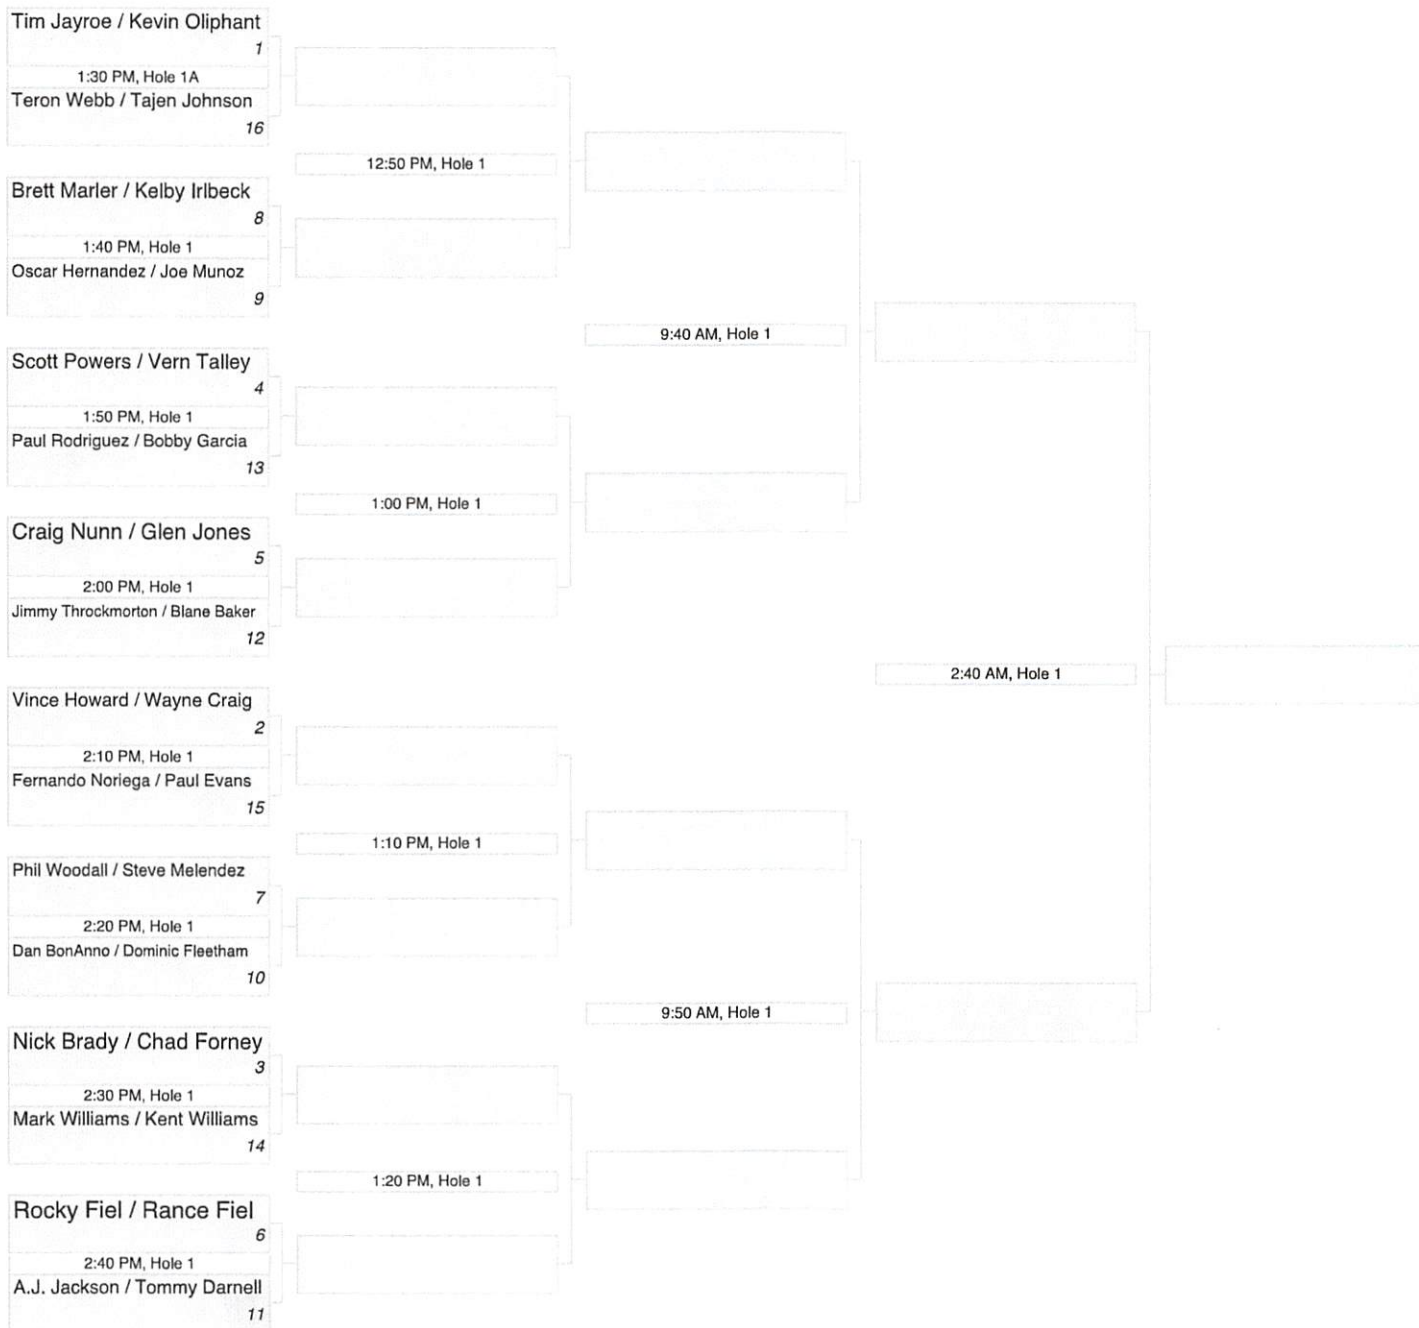 Tim Jayroe / Kevin Oliphant
1
1:30 PM, Hole 1A
Teron Webb / Tajen Johnson
16
Brett Marler / Kelby Irlbeck
8
1:40 PM, Hole 1
Oscar Hernandez / Joe Munoz
9
Scott Powers / Vern Talley
4
1:50 PM, Hole 1
Paul Rodriguez / Bobby Garcia
13
Craig Nunn / Glen Jones
5
2:00 PM, Hole 1
Jimmy Throckmorton / Blane Baker
12
Vince Howard / Wayne Craig
2
2:10 PM, Hole 1
Fernando Noriega / Paul Evans
15
Phil Woodall / Steve Melendez
7
2:20 PM, Hole 1
Dan BonAnno / Dominic Fleetham
10
Nick Brady / Chad Forney
3
2:30 PM, Hole 1
Mark Williams / Kent Williams
14
Rocky Fiel / Rance Fiel
6
2:40 PM, Hole 1
A.J. Jackson / Tommy Darnell
11
12:50 PM, Hole 1
1:00 PM, Hole 1
1:10 PM, Hole 1
1:20 PM, Hole 1
9:40 AM, Hole 1
9:50 AM, Hole 1
2:40 AM, Hole 1